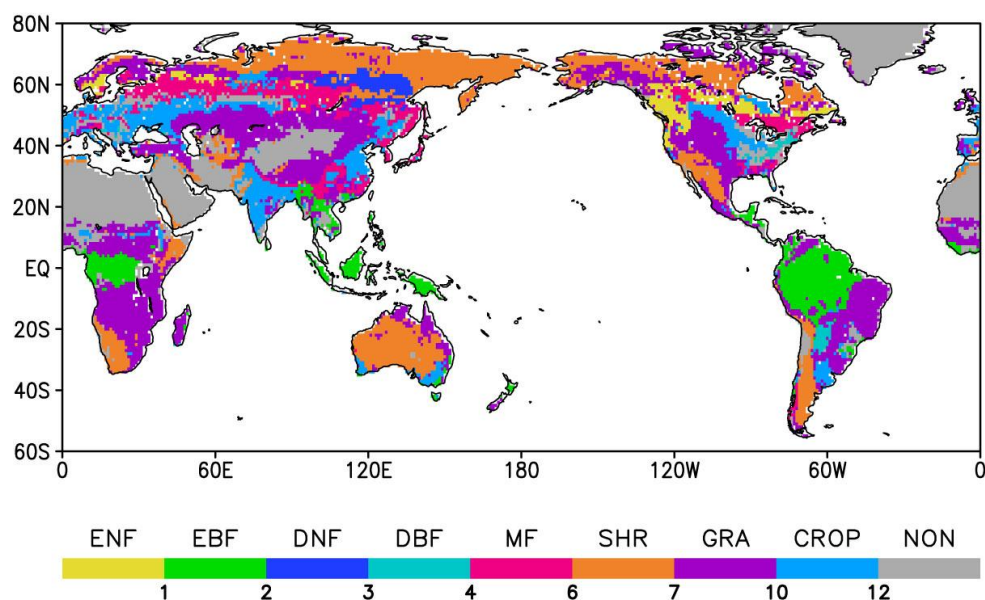 80N
60N
40N
20N
EQ
20S
40S
60S
0 60E 120E 180 120W 60W 0
ENF EBF DNF DBF MF SHR GRA CROP NON
1 2 3 4 6 7 10 12